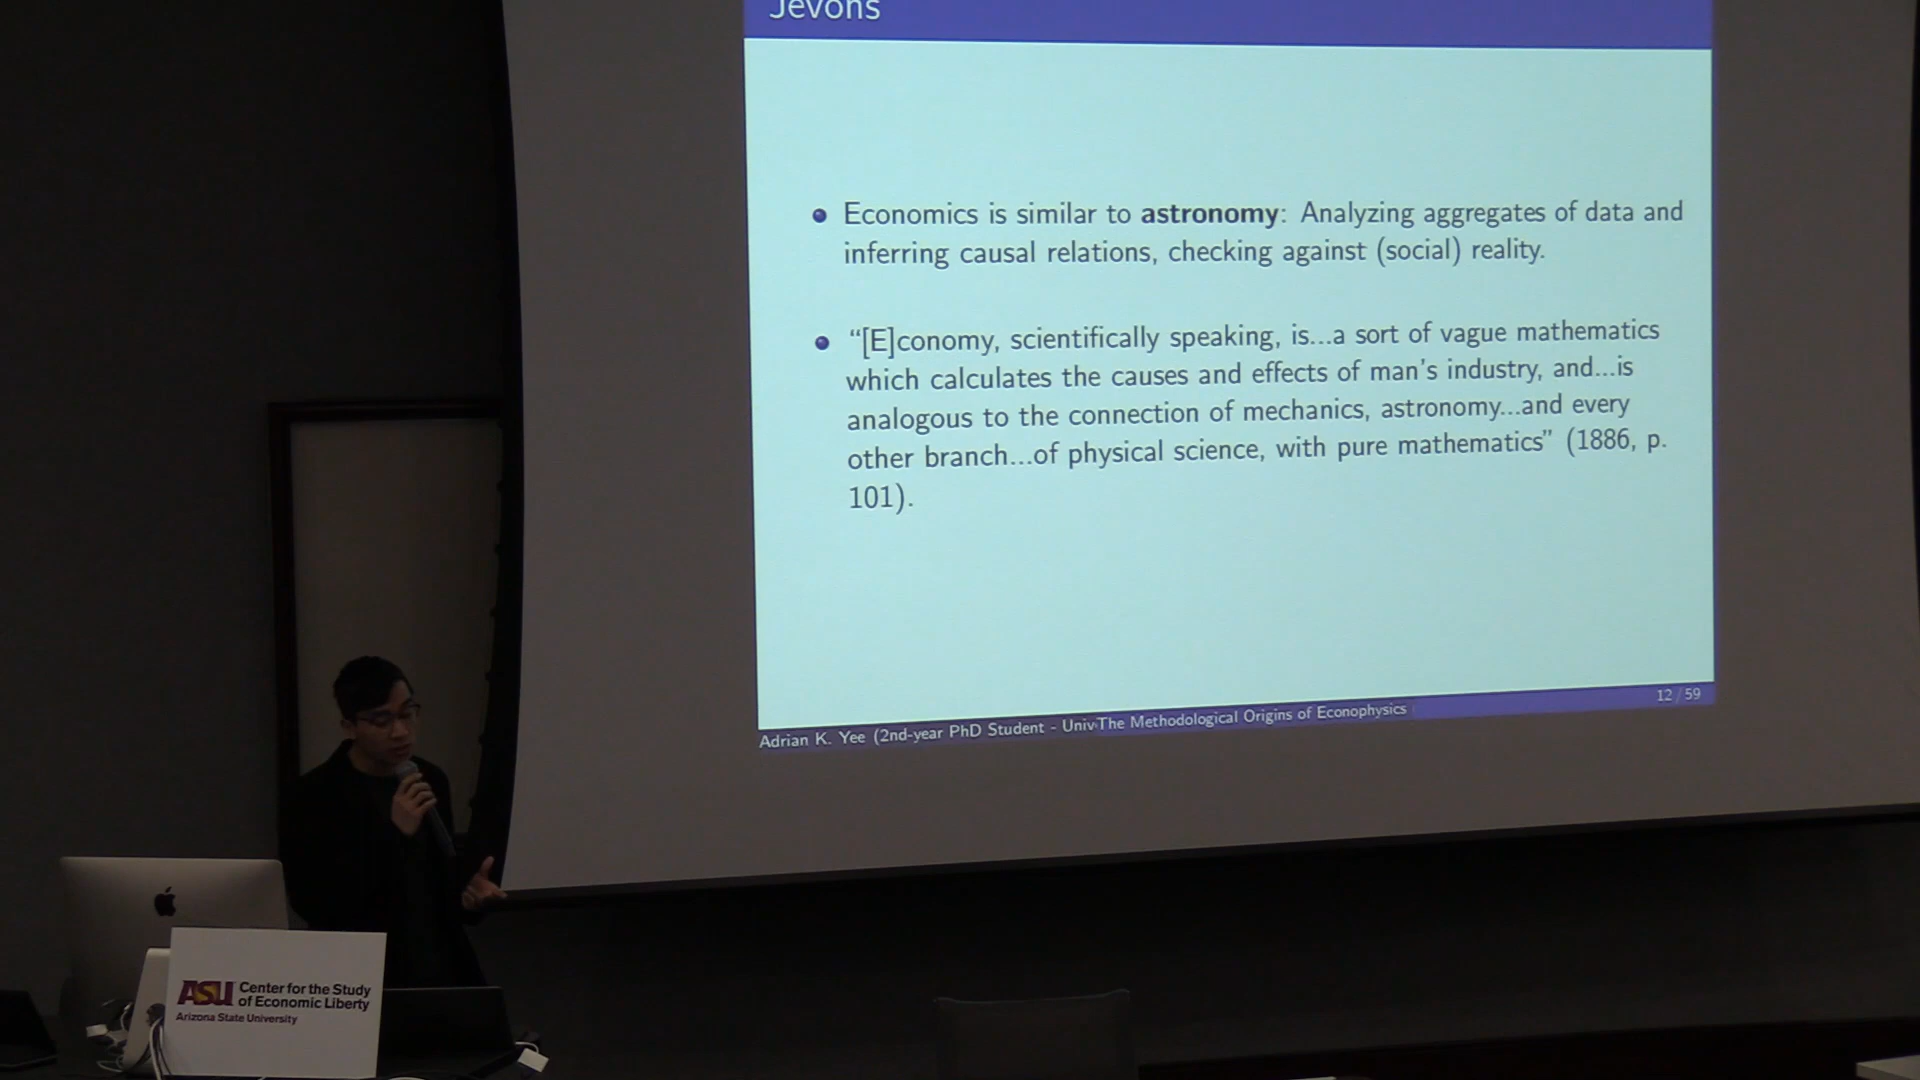 Jevons
Economics is similar to astronomy: Analyzing aggregates of data and
inferring causal relations, checking against (social) reality.
“[E]conomy, scientifically speaking, is...a sort of vague mathematics
which calculates the causes and effects of man's industry, and...is
analogous to the connection of mechanics, astronomy...and every
other branch...of physical science, with pure mathematics” (1886, p.
101).
12 / 59
Adrian K. Yee (2nd-year PhD Student - Univ The Methodological Origins of Econophysics
ASU Center for the Study
of Economic Liberty
Arizona State University